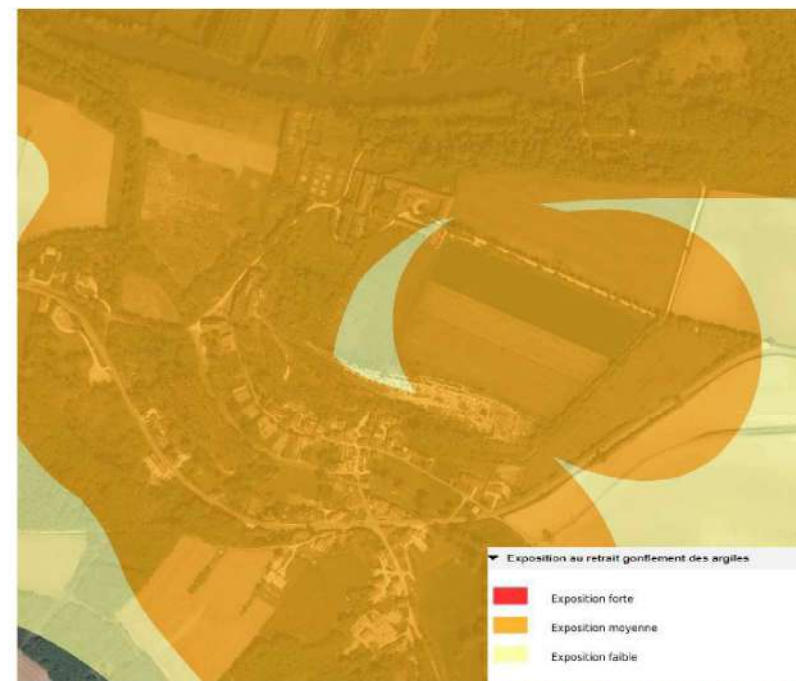 Exposition au retrait gonflement des argiles
Exposition forte
Exposition moyenne
Exposition faible